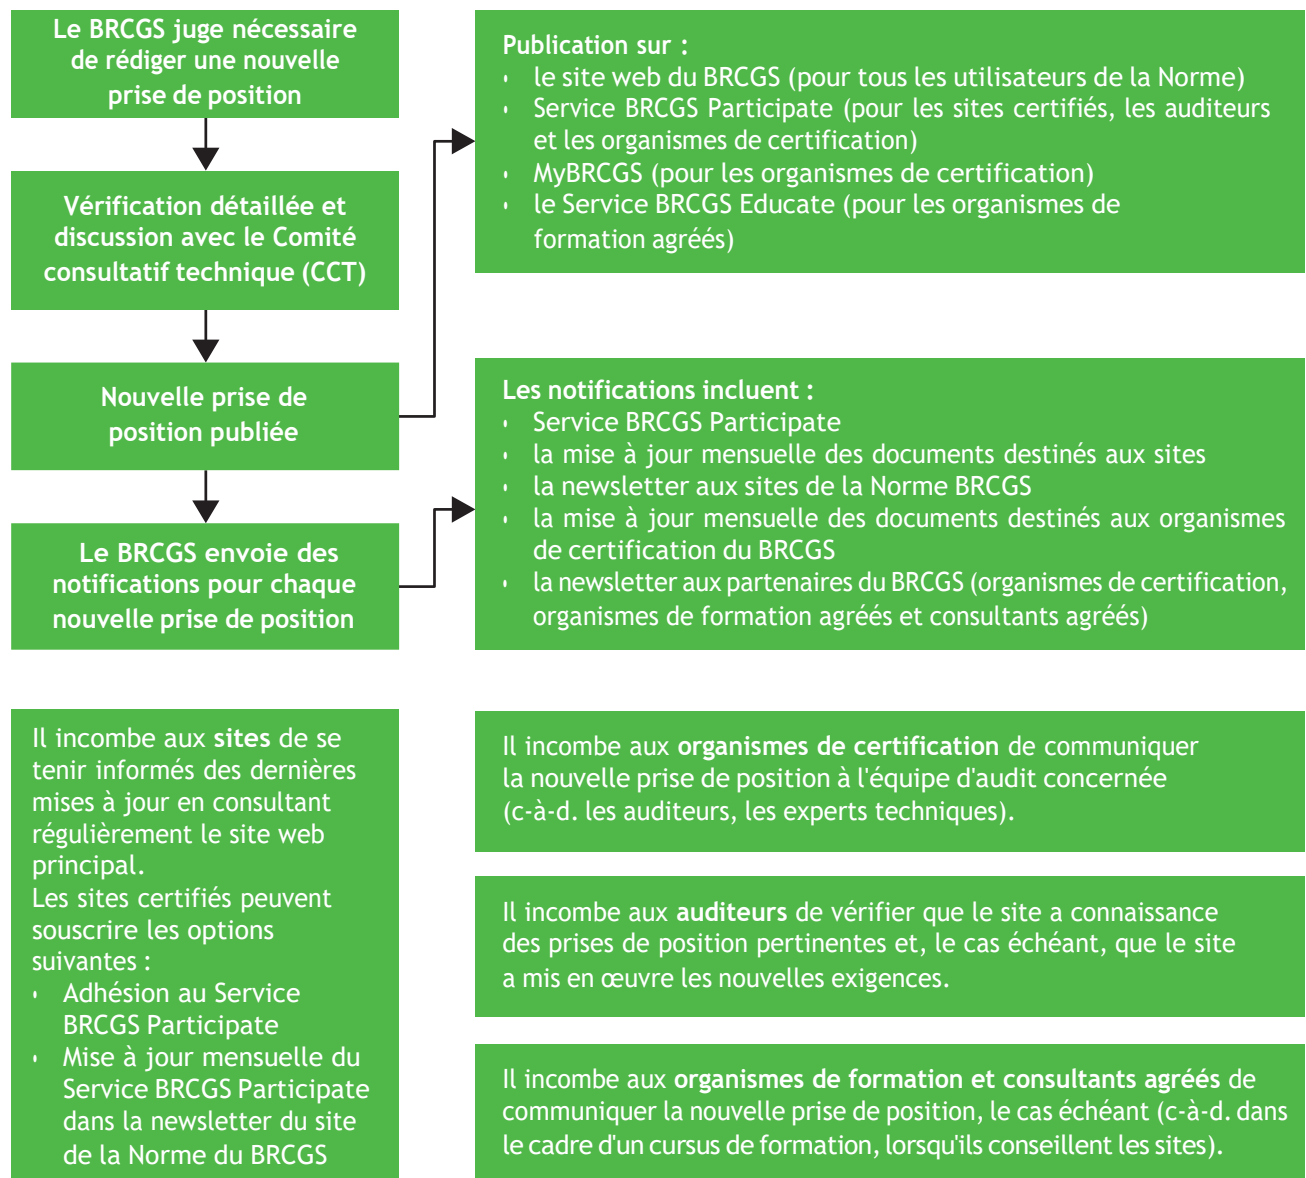 Le BRCGS juge nécessaire
de rédiger une nouvelle
prise de position
Vérification détaillée et
discussion avec le Comité
consultatif technique (CCT)
Nouvelle prise de
position publiée
Le BRCGS envoie des
notifications pour chaque
nouvelle prise de position
Publication sur :
• le site web du BRCGS (pour tous les utilisateurs de la Norme)
• Service BRCGS Participate (pour les sites certifiés, les auditeurs
et les organismes de certification)
• MyBRCGS (pour les organismes de certification)
• le Service BRCGS Educate (pour les organismes de
formation agréés)
Les notifications incluent :
• Service BRCGS Participate
• la mise à jour mensuelle des documents destinés aux sites
• la newsletter aux sites de la Norme BRCGS
• la mise à jour mensuelle des documents destinés aux organismes
de certification du BRCGS
• la newsletter aux partenaires du BRCGS (organismes de certification,
organismes de formation agréés et consultants agréés)
Il incombe aux sites de se
tenir informés des dernières
mises à jour en consultant
régulièrement le site web
principal.
Les sites certifiés peuvent
souscrire les options
suivantes :
• Adhésion au Service
BRCGS Participate
• Mise à jour mensuelle du
Service BRCGS Participate
dans la newsletter du site
de la Norme du BRCGS
Il incombe aux organismes de certification de communiquer
la nouvelle prise de position à l'équipe d'audit concernée
(c-à-d. les auditeurs, les experts techniques).
Il incombe aux auditeurs de vérifier que le site a connaissance
des prises de position pertinentes et, le cas échéant, que le site
a mis en œuvre les nouvelles exigences.
Il incombe aux organismes de formation et consultants agréés de
communiquer la nouvelle prise de position, le cas échéant (c-à-d. dans
le cadre d'un cursus de formation, lorsqu'ils conseillent les sites).